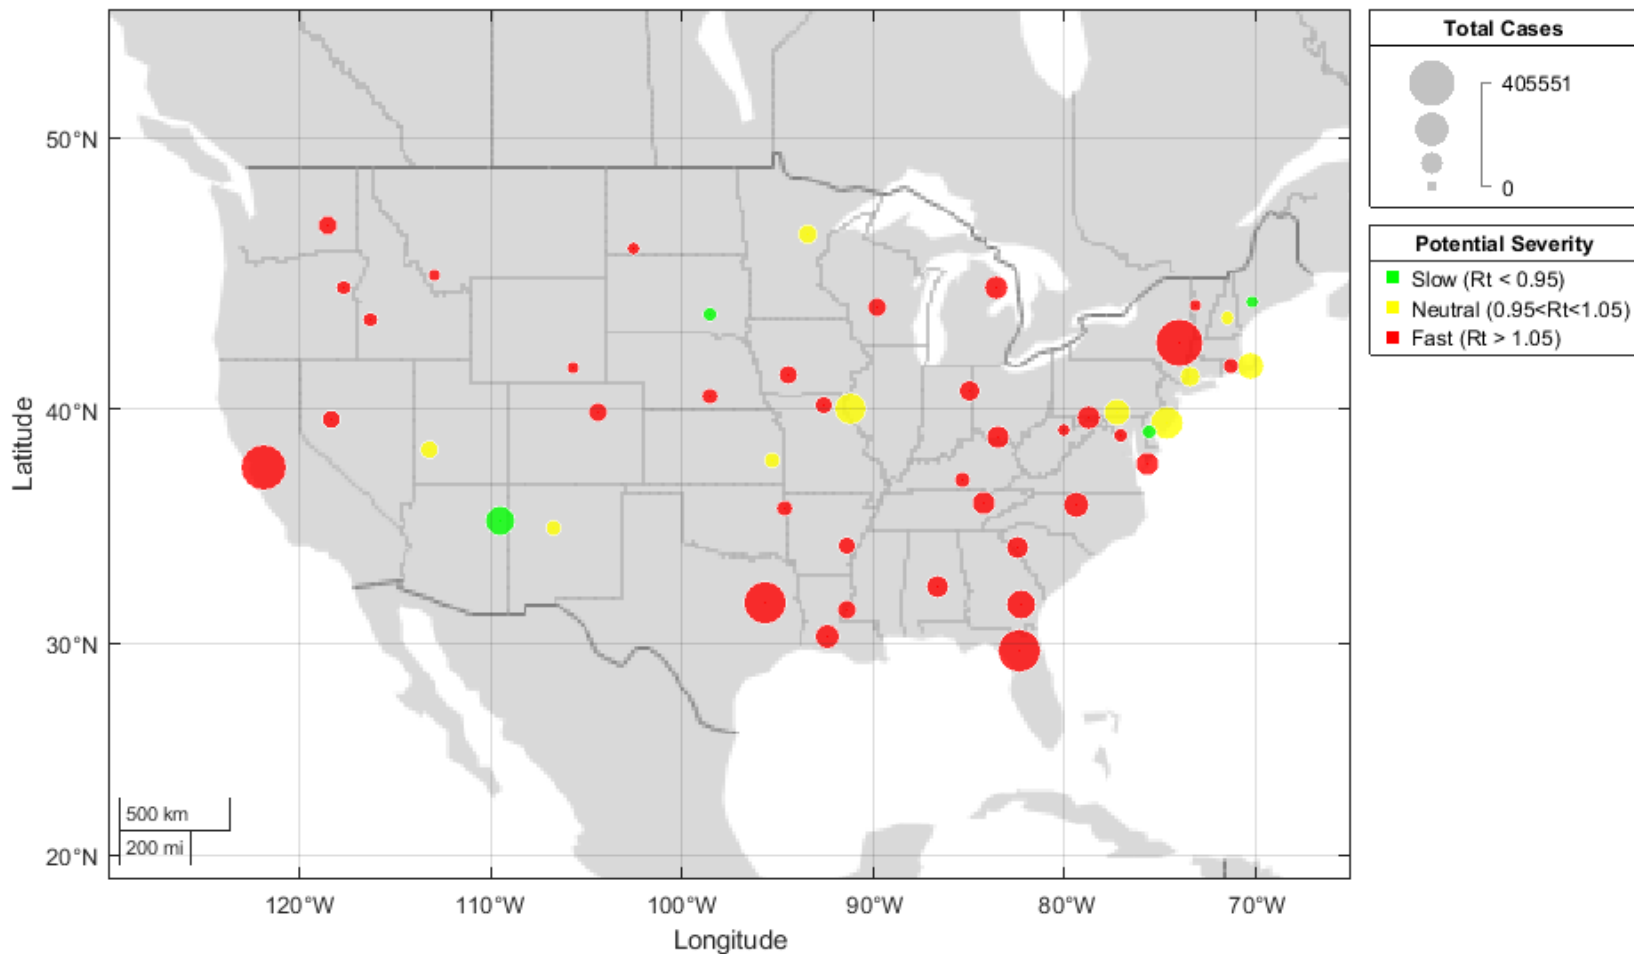 Total Cases
405551
0
Potential Severity
Slow (Rt < 0.95)
Neutral (0.95<Rt<1.05)
Fast (Rt > 1.05)
50°N
40°N
30°N
20°N
Latitude
500 km
200 mi
120°W 110°W 100°W 90°W 80°W 70°W
Longitude